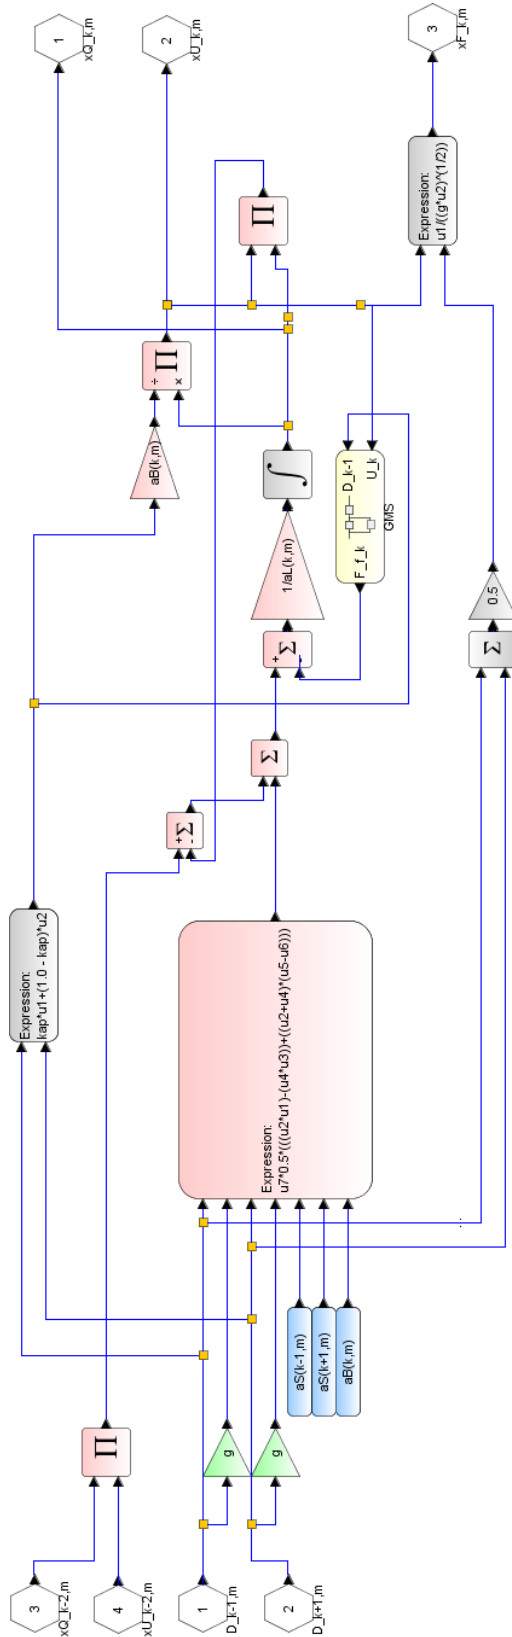 1
xQ_k,m
2
xU_k,m
3
xF_k,m
Expression:
u1/((g*u2)^(1/2))
Π
÷
×
Π
aB(k,m)
∫
1/aL(k,m)
D_k-1
U_k
F_f_k
GMS
0.5
+
-
Σ
Σ
Σ
+
-
Σ
Expression:
kap*u1+(1.0 - kap)*u2
Expression:
u7*0.5*(((u2*u1)-(u4*u3))+((u2+u4)*(u5-u6)))
aS(k-1,m)
aS(k+1,m)
aB(k,m)
Π
g
g
3
xQ_k-2,m
4
xU_k-2,m
1
D_k-1,m
2
D_k+1,m